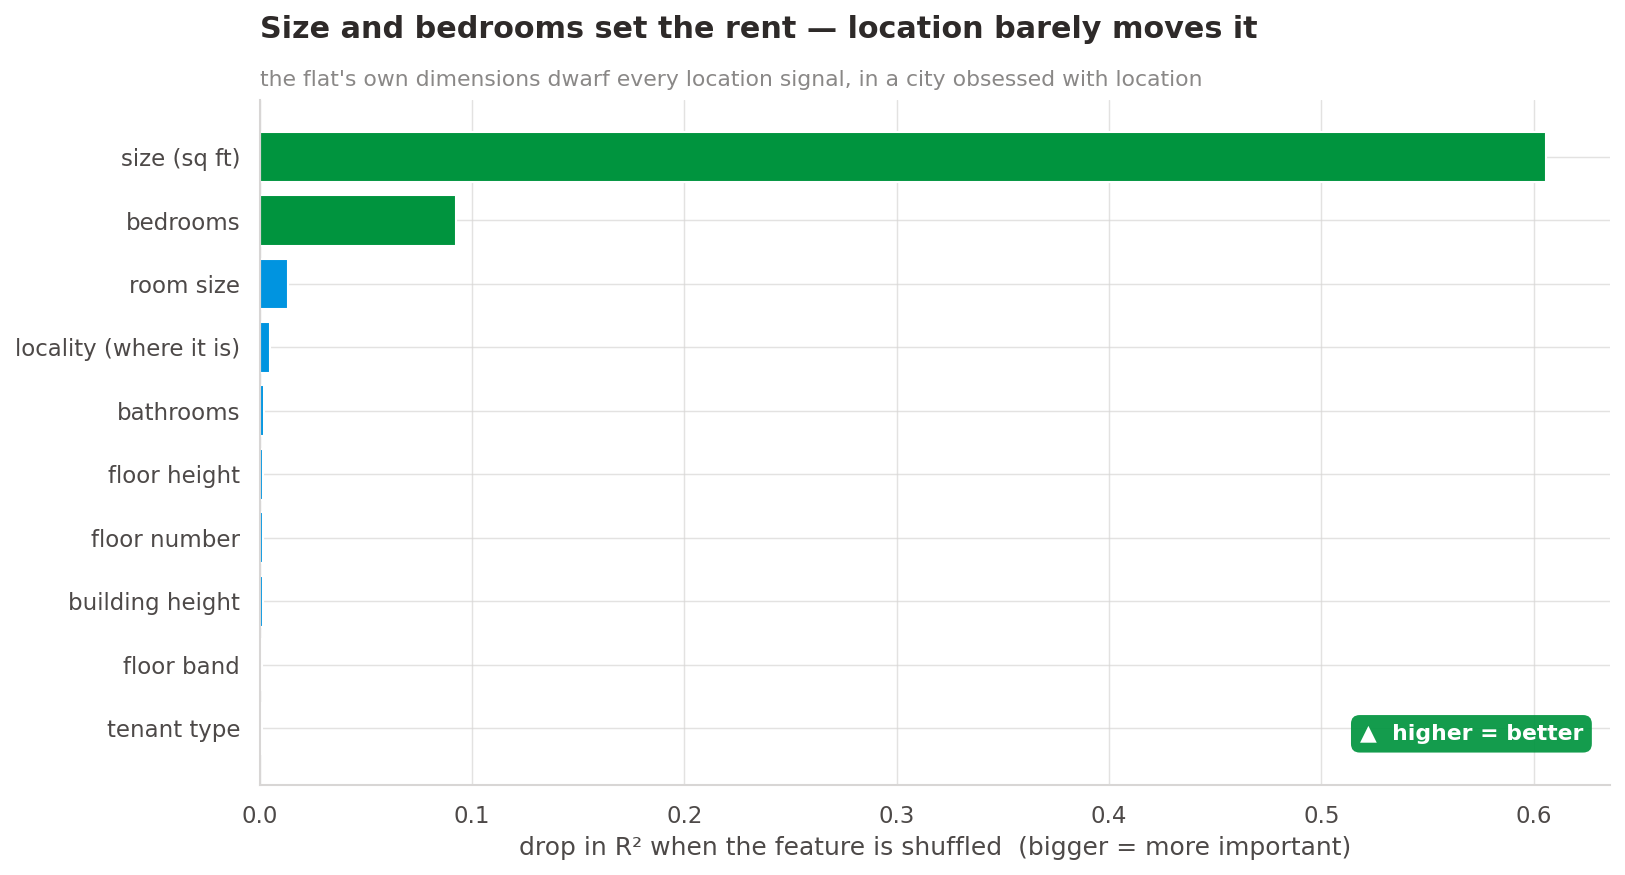 Size and bedrooms set the rent — location barely moves it
the flat's own dimensions dwarf every location signal, in a city obsessed with location
size (sq ft)
bedrooms
room size
locality (where it is)
bathrooms
floor height
floor number
building height
floor band
tenant type
▲ higher = better
0.0 0.1 0.2 0.3 0.4 0.5 0.6
drop in R² when the feature is shuffled (bigger = more important)